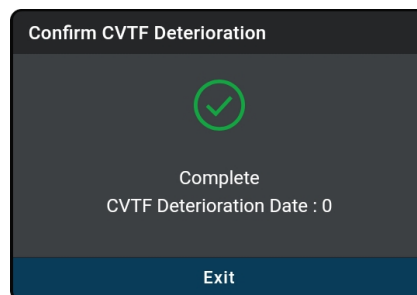 Confirm CVTF Deterioration
Complete
CVTF Deterioration Date : 0
Exit